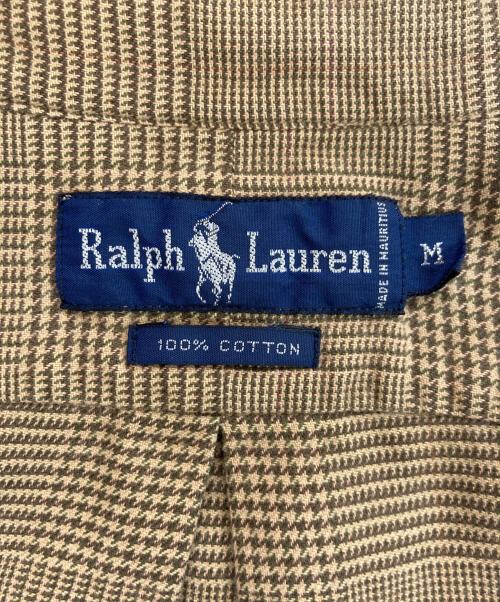 Ralph Lauren
MADE IN MAURITIUS
M
100% COTTON